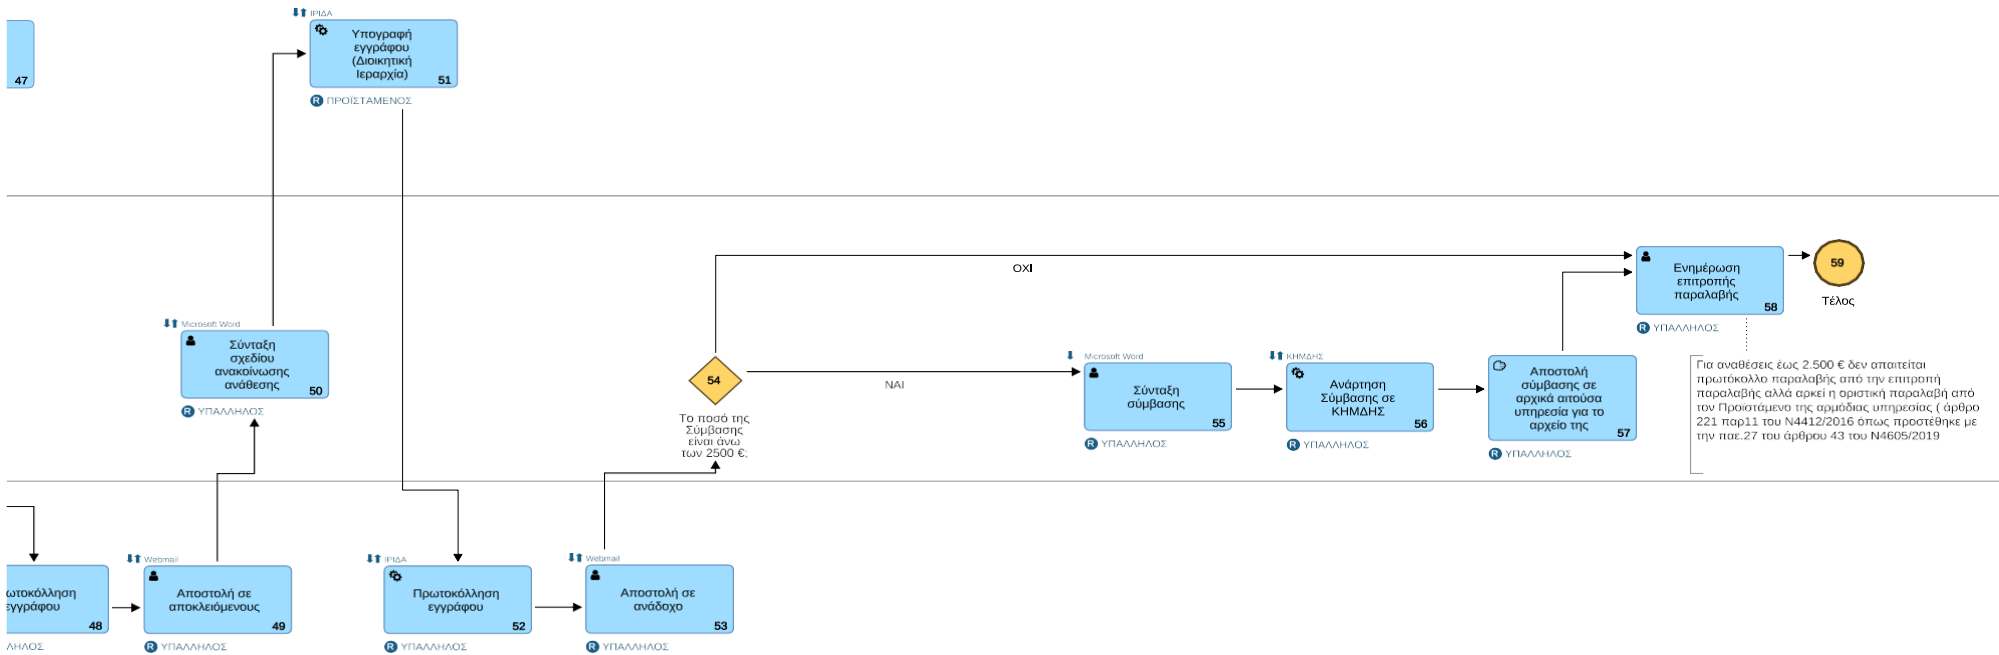 47
ΙΡΙΔΑ
Υπογραφή
εγγράφου
(Διοικητική
Ιεραρχία)
51
R ΠΡΟΪΣΤΑΜΕΝΟΣ
Microsoft Word
Σύνταξη
σχεδίου
ανακοίνωσης
ανάθεσης
50
R ΥΠΑΛΛΗΛΟΣ
ΟΧΙ
54
Το ποσό της
Σύμβασης
είναι άνω
των 2500 €;
ΝΑΙ
Microsoft Word
Σύνταξη
σύμβασης
55
R ΥΠΑΛΛΗΛΟΣ
ΚΗΜΔΗΣ
Ανάρτηση
Σύμβασης σε
ΚΗΜΔΗΣ
56
R ΥΠΑΛΛΗΛΟΣ
Αποστολή
σύμβασης σε
αρχικά αιτούσα
υπηρεσία για το
αρχείο της
57
R ΥΠΑΛΛΗΛΟΣ
Ενημέρωση
επιτροπής
παραλαβής
58
R ΥΠΑΛΛΗΛΟΣ
59
Τέλος
Για αναθέσεις έως 2.500 € δεν απαιτείται
πρωτόκολλο παραλαβής από την επιτροπή
παραλαβής αλλά αρκεί η οριστική παραλαβή από
τον Προϊστάμενο της αρμόδιας υπηρεσίας ( άρθρο
221 παρ11 του Ν4412/2016 όπως προστέθηκε με
την παε.27 του άρθρου 43 του Ν4605/2019
ωτοκόλληση
εγγράφου
48
ΛΗΛΟΣ
Webmail
Αποστολή σε
αποκλειόμενους
49
R ΥΠΑΛΛΗΛΟΣ
ΙΡΙΔΑ
Πρωτοκόλληση
εγγράφου
52
R ΥΠΑΛΛΗΛΟΣ
Webmail
Αποστολή σε
ανάδοχο
53
R ΥΠΑΛΛΗΛΟΣ